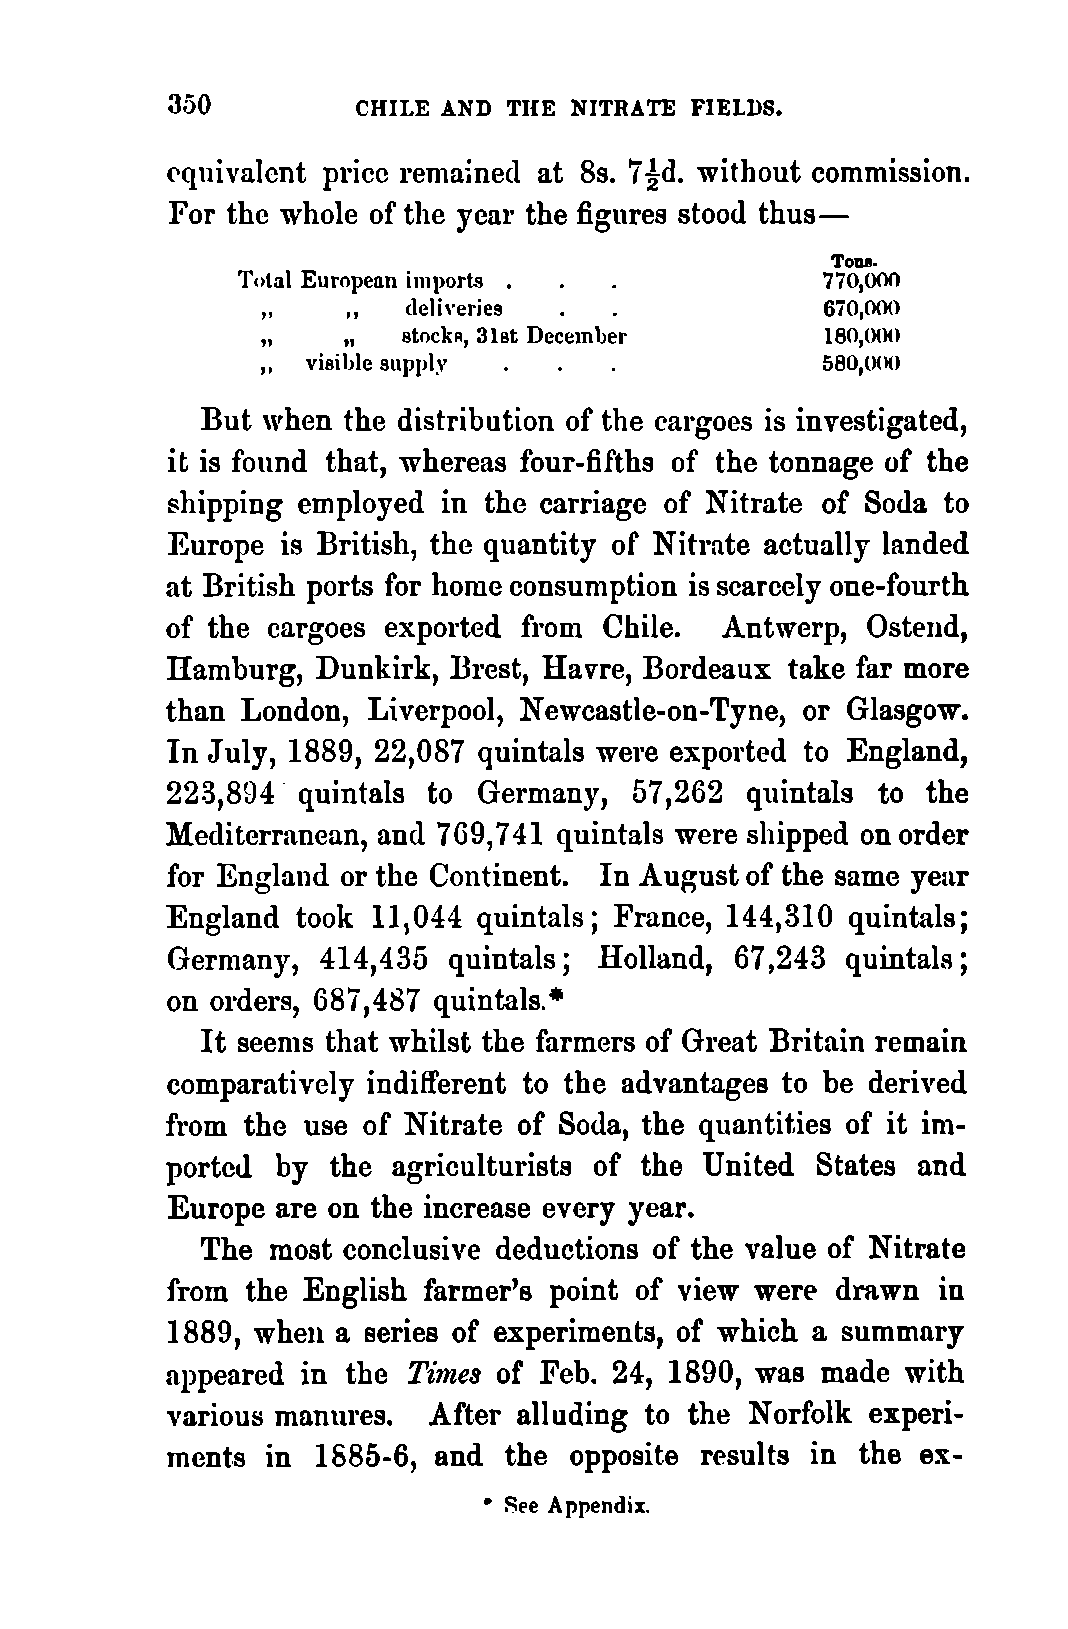 350 CHILE AND THE NITRATE FIELDS.
equivalent price remained at 8s. 7½d. without commission.
For the whole of the year the figures stood thus—
Tons.
Total European imports . . . 770,000
„ „ deliveries . . 670,000
„ „ stocks, 31st December 180,000
„ visible supply . . . 580,000
But when the distribution of the cargoes is investigated,
it is found that, whereas four-fifths of the tonnage of the
shipping employed in the carriage of Nitrate of Soda to
Europe is British, the quantity of Nitrate actually landed
at British ports for home consumption is scarcely one-fourth
of the cargoes exported from Chile. Antwerp, Ostend,
Hamburg, Dunkirk, Brest, Havre, Bordeaux take far more
than London, Liverpool, Newcastle-on-Tyne, or Glasgow.
In July, 1889, 22,087 quintals were exported to England,
223,894 quintals to Germany, 57,262 quintals to the
Mediterranean, and 769,741 quintals were shipped on order
for England or the Continent. In August of the same year
England took 11,044 quintals; France, 144,310 quintals;
Germany, 414,435 quintals; Holland, 67,243 quintals;
on orders, 687,487 quintals.*
It seems that whilst the farmers of Great Britain remain
comparatively indifferent to the advantages to be derived
from the use of Nitrate of Soda, the quantities of it im-
ported by the agriculturists of the United States and
Europe are on the increase every year.
The most conclusive deductions of the value of Nitrate
from the English farmer's point of view were drawn in
1889, when a series of experiments, of which a summary
appeared in the Times of Feb. 24, 1890, was made with
various manures. After alluding to the Norfolk experi-
ments in 1885-6, and the opposite results in the ex-
* See Appendix.